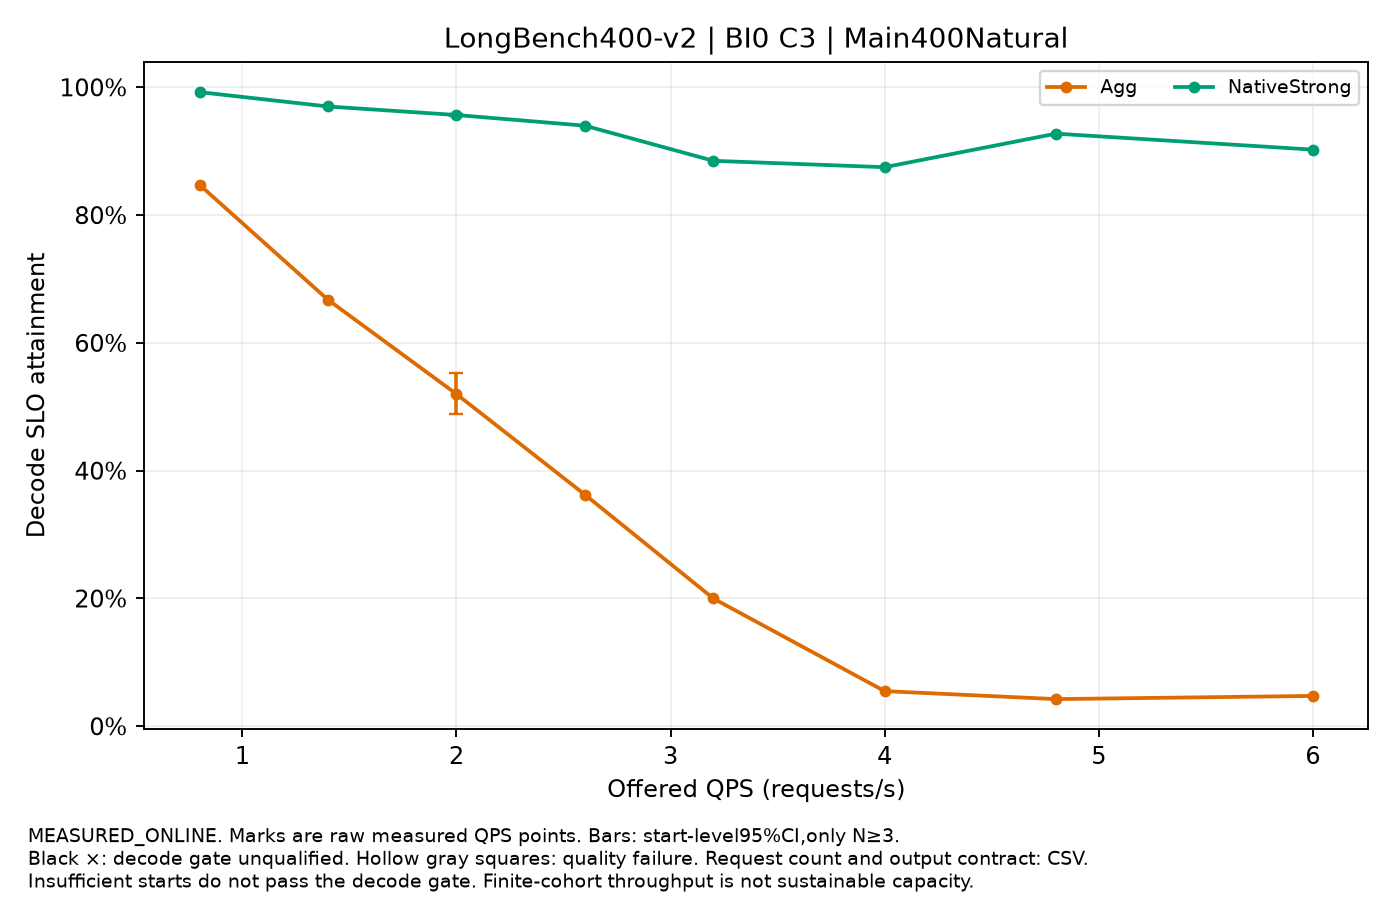 LongBench400-v2 | BI0 C3 | Main400Natural
Agg
NativeStrong
Decode SLO attainment
100%
80%
60%
40%
20%
0%
1
2
3
4
5
6
Offered QPS (requests/s)
MEASURED_ONLINE. Marks are raw measured QPS points. Bars: start-level95%CI,only N≥3.
Black ×: decode gate unqualified. Hollow gray squares: quality failure. Request count and output contract: CSV.
Insufficient starts do not pass the decode gate. Finite-cohort throughput is not sustainable capacity.